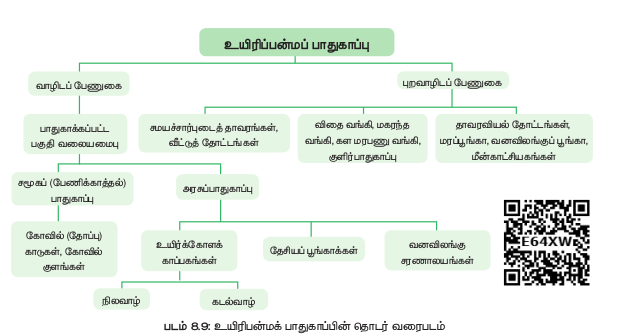 உயிரிப்பன்மப் பாதுகாப்பு
வாழிடப் பேணுகை
புறவாழிடப் பேணுகை
பாதுகாக்கப்பட்ட
பகுதி வலையமைபு
சமயச்சார்புடைத் தாவரங்கள்,
வீட்டுத் தோட்டங்கள்
விதை வங்கி, மகரந்த
வங்கி, கள மரபணு வங்கி,
குளிர்பாதுகாப்பு
தாவரவியல் தோட்டங்கள்,
மரப்பூங்கா, வனவிலங்குப் பூங்கா,
மீன்காட்சியகங்கள்
சமூகப் (பேணிக்காத்தல்)
பாதுகாப்பு
அரசுப்பாதுகாப்பு
கோவில் (தோப்பு)
காடுகள், கோவில்
குளங்கள்
உயிர்க்கோளக்
காப்பகங்கள்
தேசியப் பூங்காக்கள்
வனவிலங்கு
சரணாலயங்கள்
நிலவாழ்
கடல்வாழ்
E64XW
படம் 8.9: உயிரிபன்மக் பாதுகாப்பின் தொடர் வரைபடம்